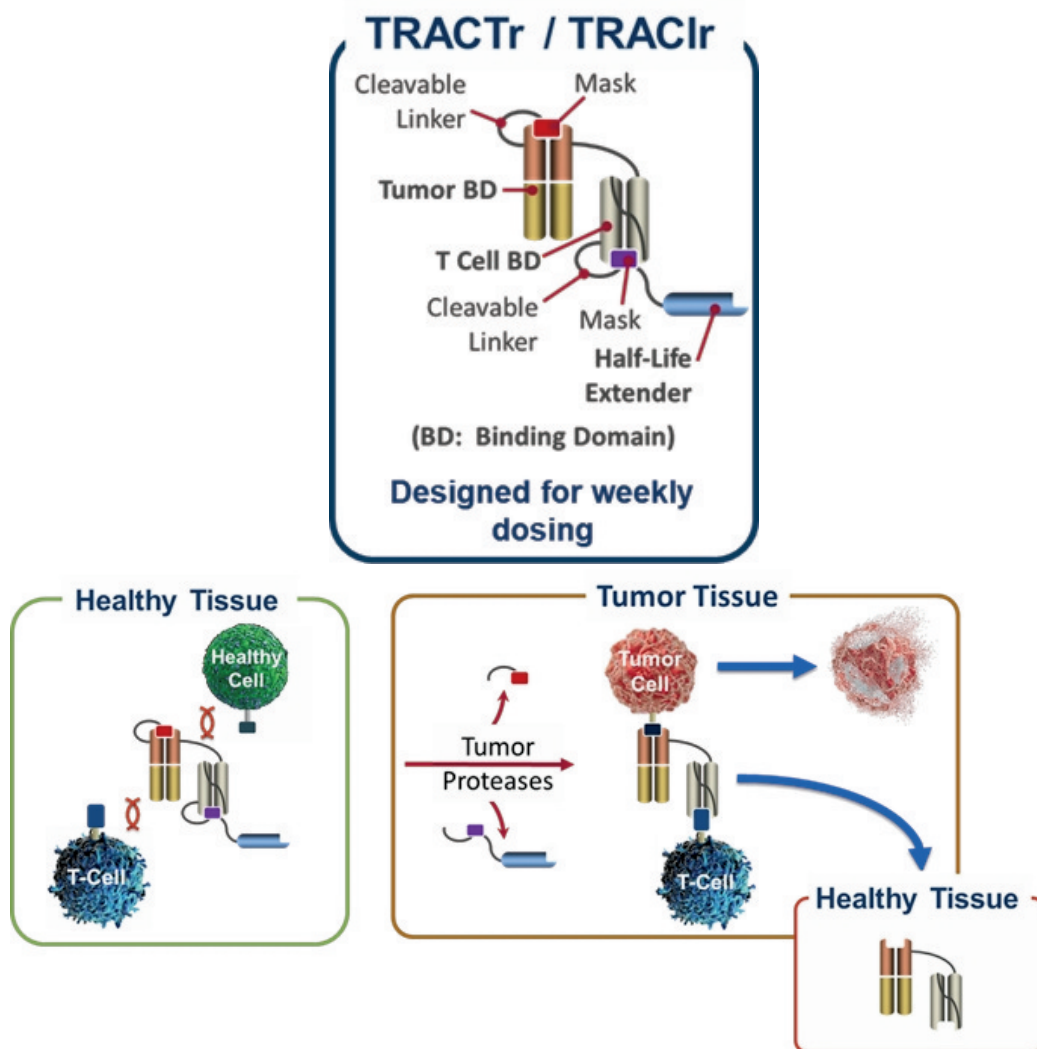 TRACTr / TRACIr
Cleavable
Linker
Mask
Tumor BD
T Cell BD
Cleavable
Linker
Mask
Half-Life
Extender
(BD: Binding Domain)
Designed for weekly
dosing
Healthy Tissue
Healthy
Cell
T-Cell
Tumor Tissue
Tumor
Cell
Tumor
Proteases
T-Cell
Healthy Tissue